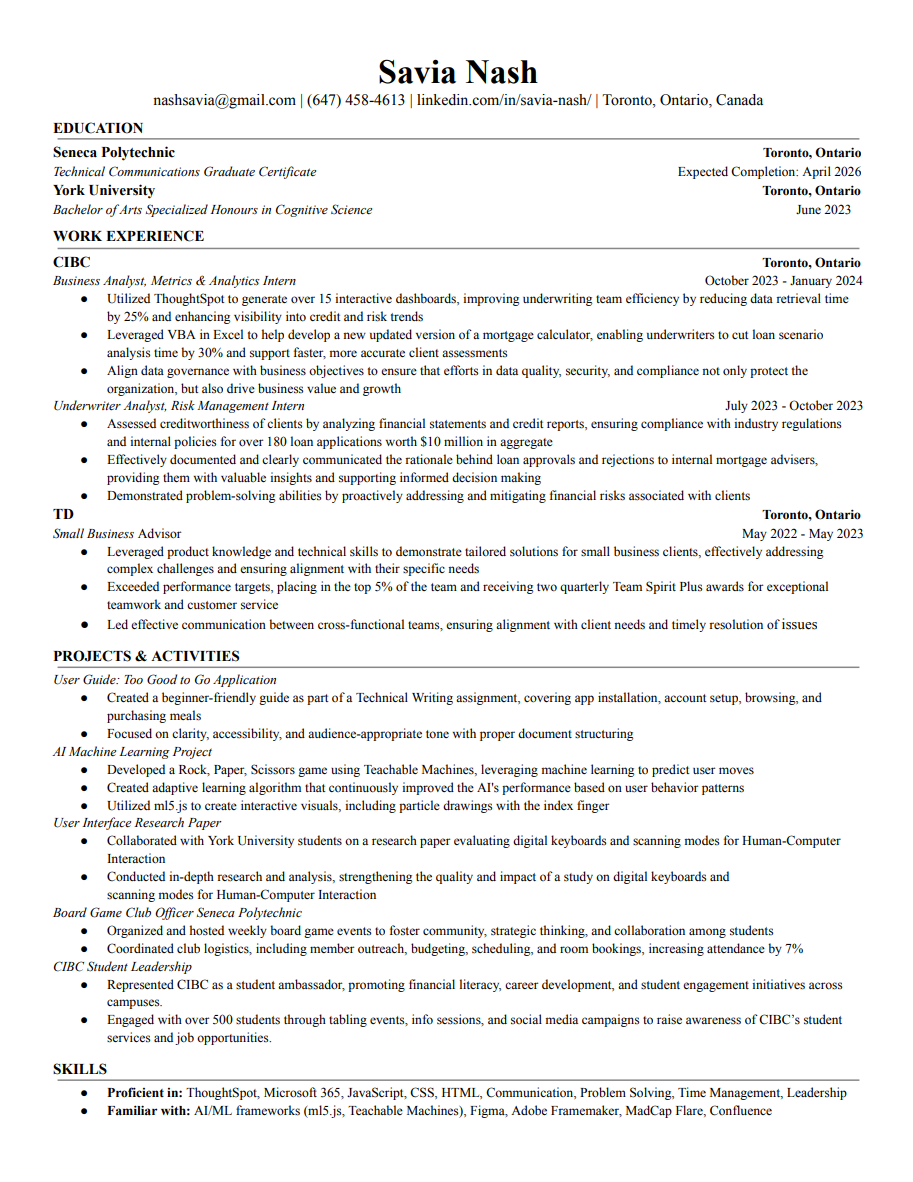 Savia Nash
nashsavia@gmail.com | (647) 458-4613 | linkedin.com/in/savia-nash/ | Toronto, Ontario, Canada
EDUCATION
Seneca Polytechnic Toronto, Ontario
Technical Communications Graduate Certificate Expected Completion: April 2026
York University Toronto, Ontario
Bachelor of Arts Specialized Honours in Cognitive Science June 2023
WORK EXPERIENCE
CIBC Toronto, Ontario
Business Analyst, Metrics & Analytics Intern October 2023 - January 2024
● Utilized ThoughtSpot to generate over 15 interactive dashboards, improving underwriting team efficiency by reducing data retrieval time
by 25% and enhancing visibility into credit and risk trends
● Leveraged VBA in Excel to help develop a new updated version of a mortgage calculator, enabling underwriters to cut loan scenario
analysis time by 30% and support faster, more accurate client assessments
● Align data governance with business objectives to ensure that efforts in data quality, security, and compliance not only protect the
organization, but also drive business value and growth
Underwriter Analyst, Risk Management Intern July 2023 - October 2023
● Assessed creditworthiness of clients by analyzing financial statements and credit reports, ensuring compliance with industry regulations
and internal policies for over 180 loan applications worth $10 million in aggregate
● Effectively documented and clearly communicated the rationale behind loan approvals and rejections to internal mortgage advisers,
providing them with valuable insights and supporting informed decision making
● Demonstrated problem-solving abilities by proactively addressing and mitigating financial risks associated with clients
TD Toronto, Ontario
Small Business Advisor May 2022 - May 2023
● Leveraged product knowledge and technical skills to demonstrate tailored solutions for small business clients, effectively addressing
complex challenges and ensuring alignment with their specific needs
● Exceeded performance targets, placing in the top 5% of the team and receiving two quarterly Team Spirit Plus awards for exceptional
teamwork and customer service
● Led effective communication between cross-functional teams, ensuring alignment with client needs and timely resolution of issues
PROJECTS & ACTIVITIES
User Guide: Too Good to Go Application
● Created a beginner-friendly guide as part of a Technical Writing assignment, covering app installation, account setup, browsing, and
purchasing meals
● Focused on clarity, accessibility, and audience-appropriate tone with proper document structuring
AI Machine Learning Project
● Developed a Rock, Paper, Scissors game using Teachable Machines, leveraging machine learning to predict user moves
● Created adaptive learning algorithm that continuously improved the AI's performance based on user behavior patterns
● Utilized ml5.js to create interactive visuals, including particle drawings with the index finger
User Interface Research Paper
● Collaborated with York University students on a research paper evaluating digital keyboards and scanning modes for Human-Computer
Interaction
● Conducted in-depth research and analysis, strengthening the quality and impact of a study on digital keyboards and
scanning modes for Human-Computer Interaction
Board Game Club Officer Seneca Polytechnic
● Organized and hosted weekly board game events to foster community, strategic thinking, and collaboration among students
● Coordinated club logistics, including member outreach, budgeting, scheduling, and room bookings, increasing attendance by 7%
CIBC Student Leadership
● Represented CIBC as a student ambassador, promoting financial literacy, career development, and student engagement initiatives across
campuses.
● Engaged with over 500 students through tabling events, info sessions, and social media campaigns to raise awareness of CIBC’s student
services and job opportunities.
SKILLS
● Proficient in: ThoughtSpot, Microsoft 365, JavaScript, CSS, HTML, Communication, Problem Solving, Time Management, Leadership
● Familiar with: AI/ML frameworks (ml5.js, Teachable Machines), Figma, Adobe Framemaker, MadCap Flare, Confluence